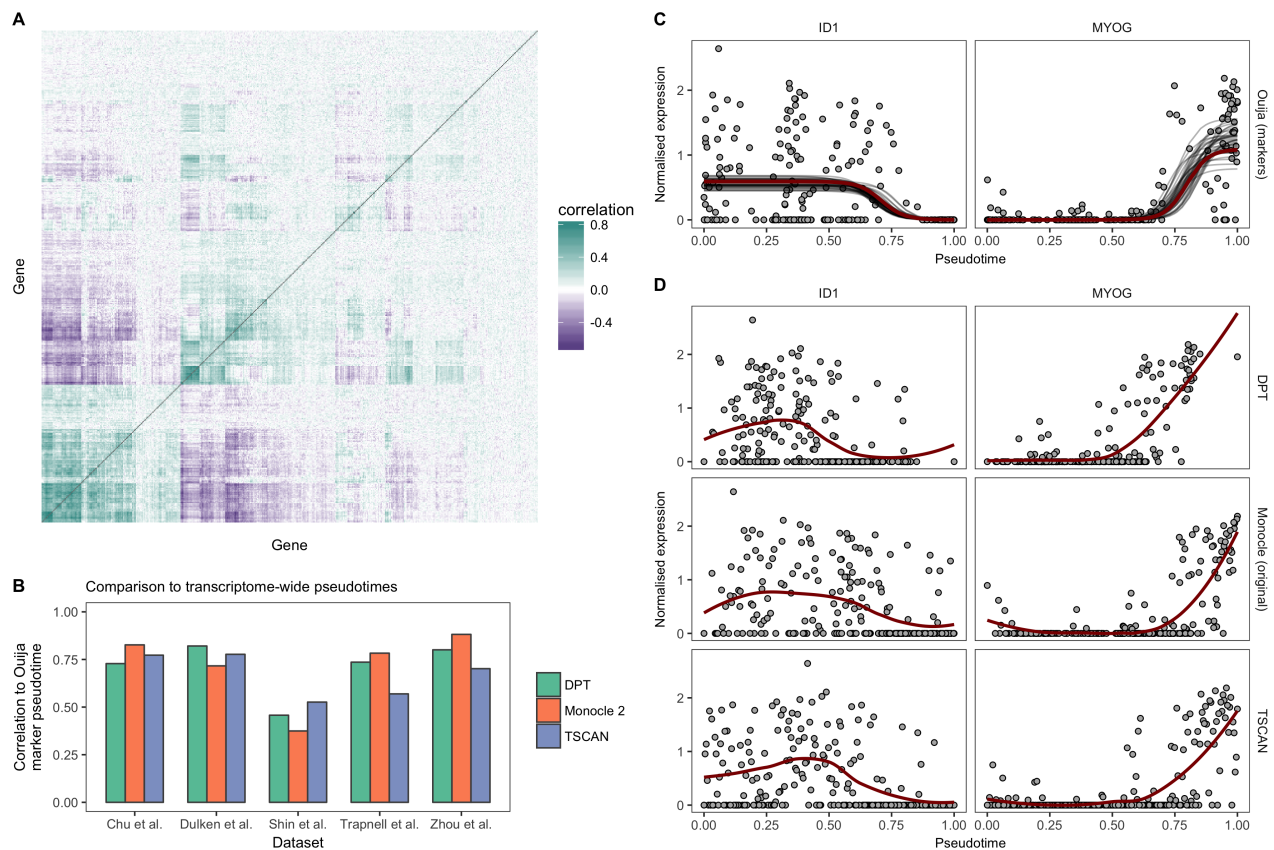 A
Gene
Gene
correlation
0.8
0.4
0.0
-0.4
B
Comparison to transcriptome-wide pseudotimes
Correlation to Ouija
marker pseudotime
1.00
0.75
0.50
0.25
0.00
Chu et al. Dulken et al. Shin et al. Trapnell et al. Zhou et al.
Dataset
DPT
Monocle 2
TSCAN
C
ID1 MYOG
Normalised expression
2
1
0
Ouija (markers)
0.00 0.25 0.50 0.75 1.00 0.00 0.25 0.50 0.75 1.00
Pseudotime
D
ID1 MYOG
Normalised expression
2
1
0
DPT
2
1
0
Monocle (original)
2
1
0
TSCAN
0.00 0.25 0.50 0.75 1.00 0.00 0.25 0.50 0.75 1.00
Pseudotime